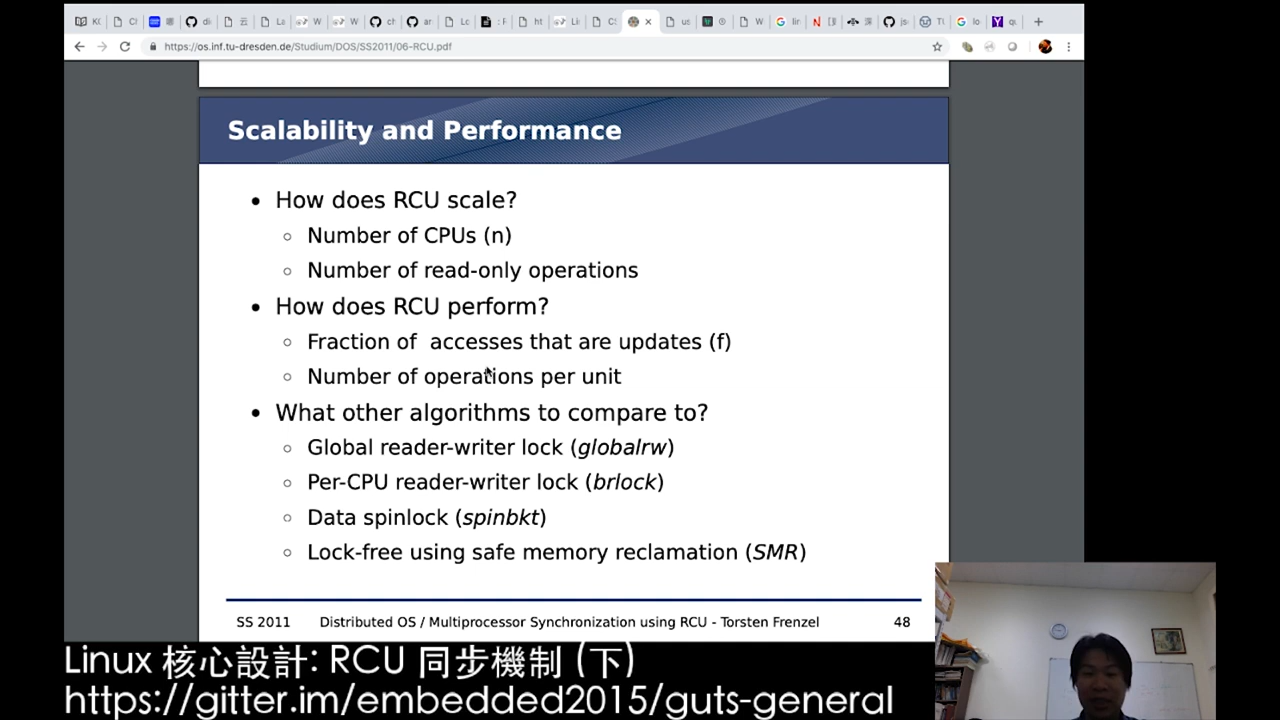 https://os.inf.tu-dresden.de/Studium/DOS/SS2011/06-RCU.pdf
Scalability and Performance
• How does RCU scale?
○ Number of CPUs (n)
○ Number of read-only operations
• How does RCU perform?
○ Fraction of accesses that are updates (f)
○ Number of operations per unit
• What other algorithms to compare to?
○ Global reader-writer lock (globalrw)
○ Per-CPU reader-writer lock (brlock)
○ Data spinlock (spinbkt)
○ Lock-free using safe memory reclamation (SMR)
SS 2011 Distributed OS / Multiprocessor Synchronization using RCU - Torsten Frenzel 48
Linux 核心設計: RCU 同步機制 (下)
https://gitter.im/embedded2015/guts-general